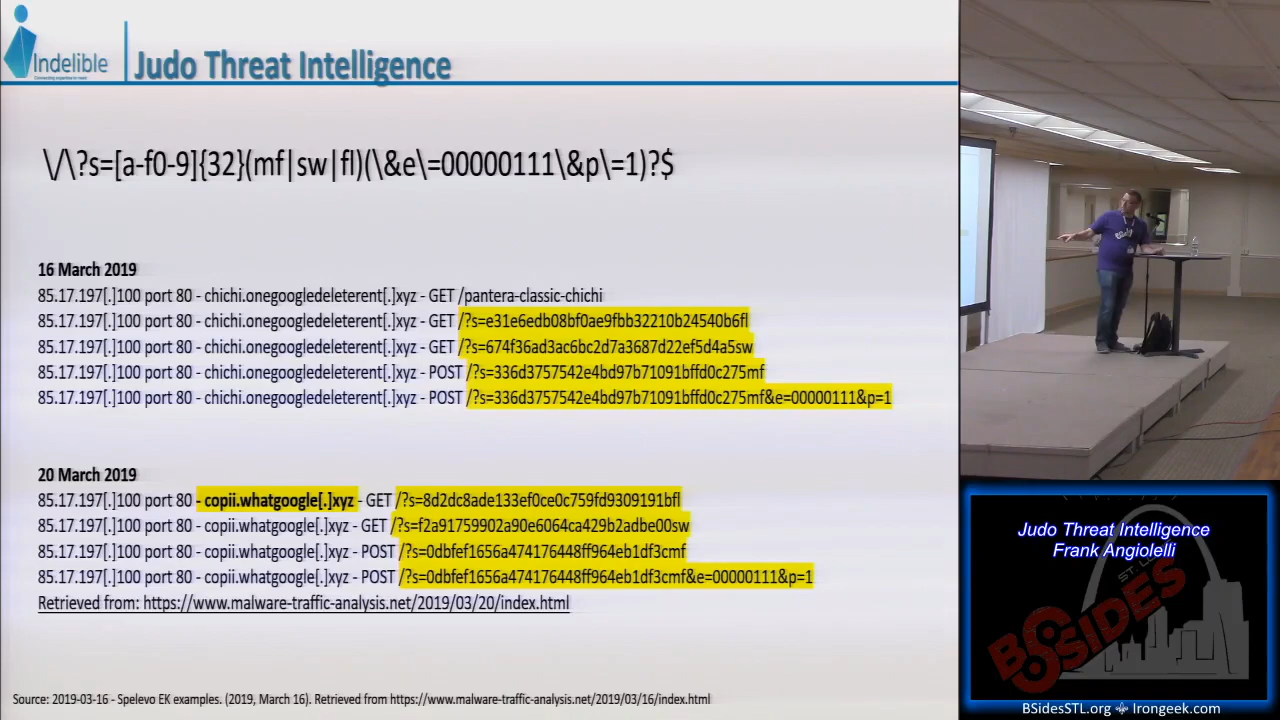 Indelible
Judo Threat Intelligence
\/\?s=[a-f0-9]{32}(mf|sw|fl)(\&e\=00000111\&p\=1)?$
16 March 2019
85.17.197[.]100 port 80 - chichi.onegoogledeleterent[.]xyz - GET /pantera-classic-chichi
85.17.197[.]100 port 80 - chichi.onegoogledeleterent[.]xyz - GET /?s=e31e6edb08bf0ae9fbb32210b24540b6fl
85.17.197[.]100 port 80 - chichi.onegoogledeleterent[.]xyz - GET /?s=674f36ad3ac6bc2d7a3687d22ef5d4a5sw
85.17.197[.]100 port 80 - chichi.onegoogledeleterent[.]xyz - POST /?s=336d3757542e4bd97b71091bffd0c275mf
85.17.197[.]100 port 80 - chichi.onegoogledeleterent[.]xyz - POST /?s=336d3757542e4bd97b71091bffd0c275mf&e=00000111&p=1
20 March 2019
85.17.197[.]100 port 80 - copii.whatgoogle[.]xyz - GET /?s=8d2dc8ade133ef0ce0c759fd9309191bfl
85.17.197[.]100 port 80 - copii.whatgoogle[.]xyz - GET /?s=f2a91759902a90e6064ca429b2adbe00sw
85.17.197[.]100 port 80 - copii.whatgoogle[.]xyz - POST /?s=0dbfef1656a474176448ff964eb1df3cmf
85.17.197[.]100 port 80 - copii.whatgoogle[.]xyz - POST /?s=0dbfef1656a474176448ff964eb1df3cmf&e=00000111&p=1
Retrieved from: https://www.malware-traffic-analysis.net/2019/03/20/index.html
Source: 2019-03-16 - Spelevo EK examples. (2019, March 16). Retrieved from https://www.malware-traffic-analysis.net/2019/03/16/index.html
Judo Threat Intelligence
Frank Angiolelli
ST. LOUIS
BSIDES
BSidesSTL.org Irongeek.com